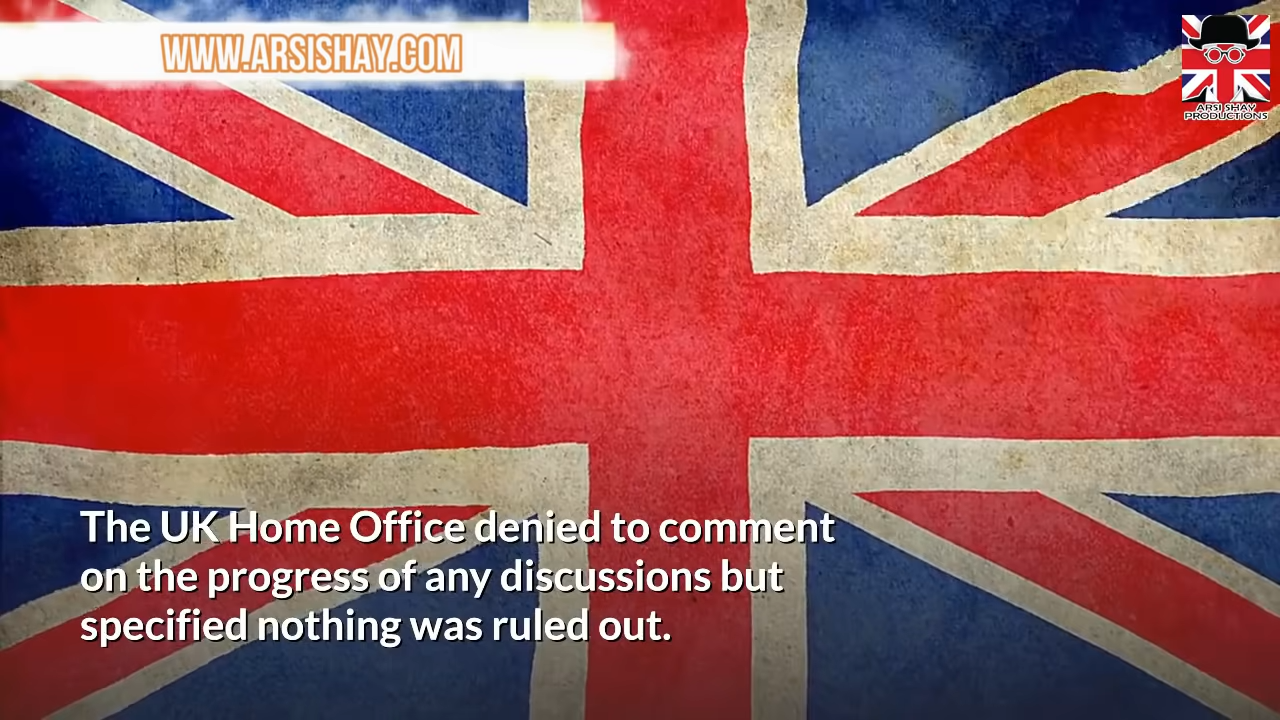 WWW.ARSISHAY.COM
ARSI SHAY
PRODUCTIONS
The UK Home Office denied to comment
on the progress of any discussions but
specified nothing was ruled out.